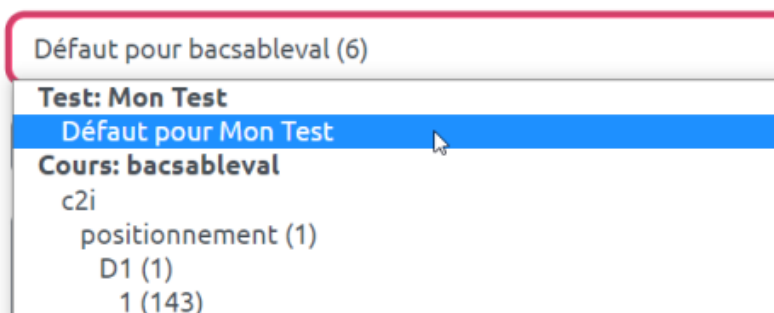 Défaut pour bacsableval (6)
Test: Mon Test
Défaut pour Mon Test
Cours: bacsableval
c2i
positionnement (1)
D1 (1)
1 (143)